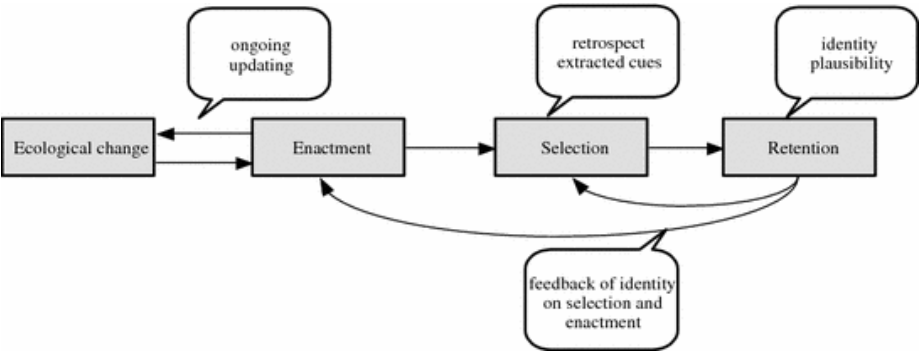 ongoing
updating
retrospect
extracted cues
identity
plausibility
Ecological change
Enactment
Selection
Retention
feedback of identity
on selection and
enactment